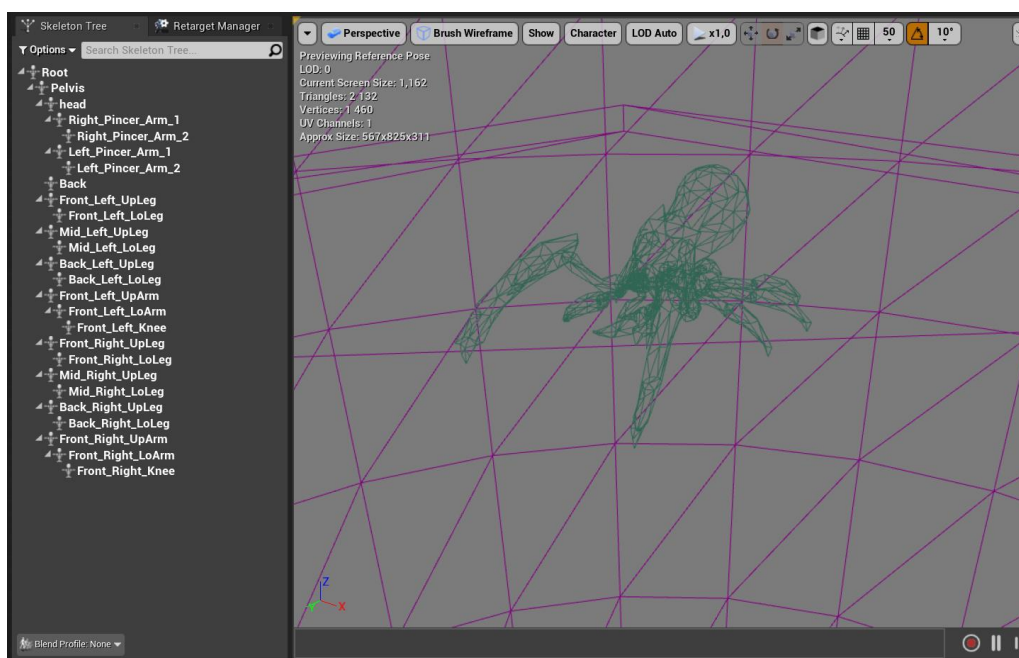 Skeleton Tree
Retarget Manager
Options
Search Skeleton Tree...
Root
Pelvis
head
Right_Pincer_Arm_1
Right_Pincer_Arm_2
Left_Pincer_Arm_1
Left_Pincer_Arm_2
Back
Front_Left_UpLeg
Front_Left_LoLeg
Mid_Left_UpLeg
Mid_Left_LoLeg
Back_Left_UpLeg
Back_Left_LoLeg
Front_Left_UpArm
Front_Left_LoArm
Front_Left_Knee
Front_Right_UpLeg
Front_Right_LoLeg
Mid_Right_UpLeg
Mid_Right_LoLeg
Back_Right_UpLeg
Back_Right_LoLeg
Front_Right_UpArm
Front_Right_LoArm
Front_Right_Knee
Blend Profile: None
Perspective Brush Wireframe Show Character LOD Auto x1,0 50 10°
Previewing Reference Pose
LOD: 0
Current Screen Size: 1,162
Triangles: 2 132
Vertices: 1 460
UV Channels: 1
Approx Size: 567x825x311
Z
X